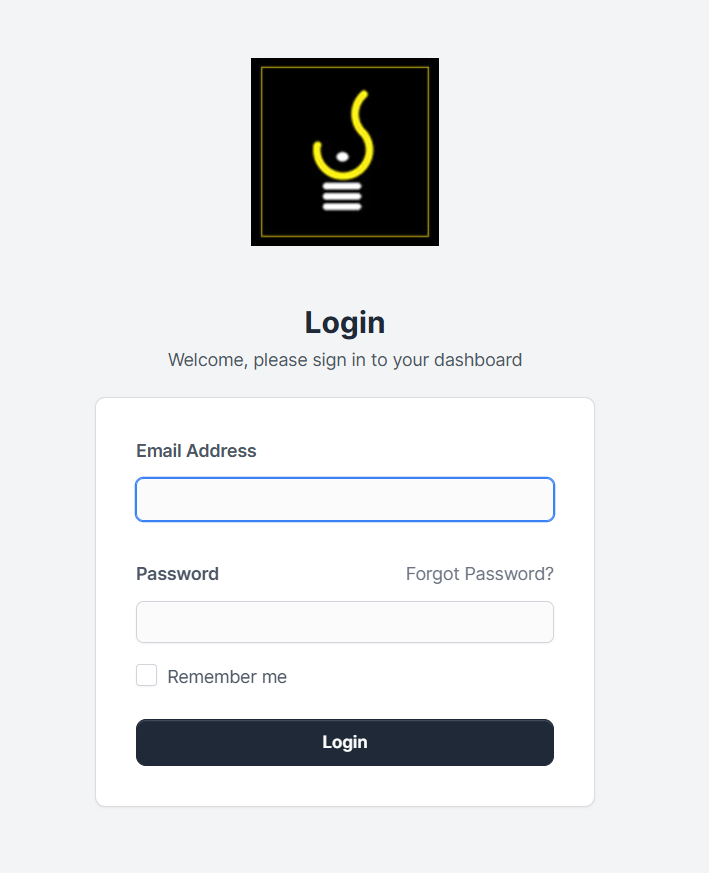 Login
Welcome, please sign in to your dashboard
Email Address
Password
Forgot Password?
Remember me
Login